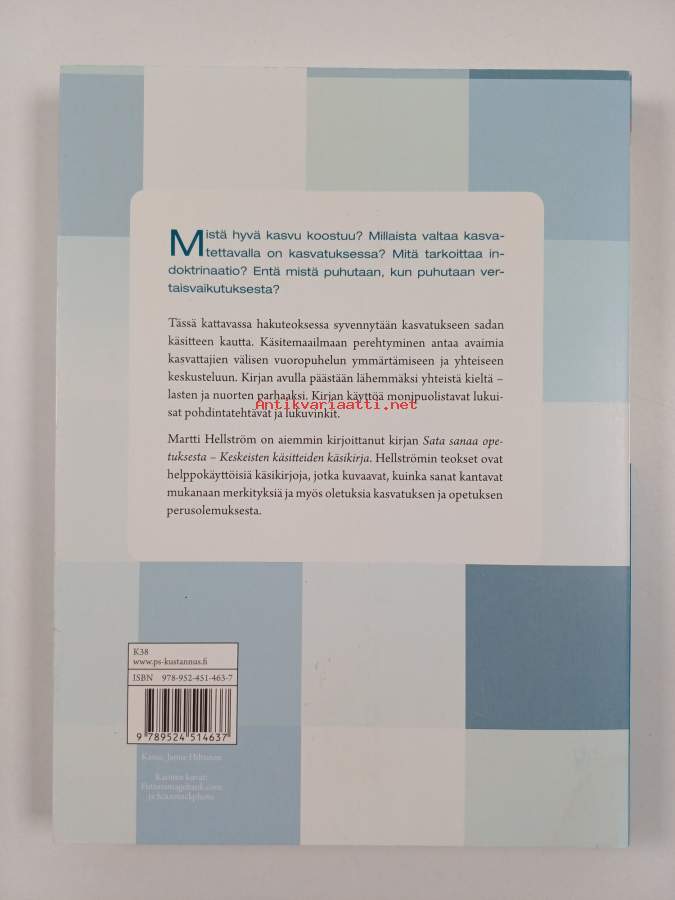 Mistä hyvä kasvu koostuu? Millaista valtaa kasva-
tettavalla on kasvatuksessa? Mitä tarkoittaa in-
doktrinaatio? Entä mistä puhutaan, kun puhutaan ver-
taisvaikutuksesta?
Tässä kattavassa hakuteoksessa syvennytään kasvatukseen sadan
käsitteen kautta. Käsitemaailmaan perehtyminen antaa avaimia
kasvattajien välisen vuoropuhelun ymmärtämiseen ja yhteiseen
keskusteluun. Kirjan avulla päästään lähemmäksi yhteistä kieltä –
lasten ja nuorten parhaaksi. Kirjan käyttöä monipuolistavat lukui-
Antikvariaatti.net
sat pohdintatehtävät ja lukuvinkit.
Martti Hellström on aiemmin kirjoittanut kirjan Sata sanaa ope-
tuksesta – Keskeisten käsitteiden käsikirja. Hellströmin teokset ovat
helppokäyttöisiä käsikirjoja, jotka kuvaavat, kuinka sanat kantavat
mukanaan merkityksiä ja myös oletuksia kasvatuksen ja opetuksen
perusolemuksesta.
K38
www.ps-kustannus.fi
ISBN 978-952-451-463-7
9 789524 514637
Kansi: Janne Hiltunen
Kannen kuvat: